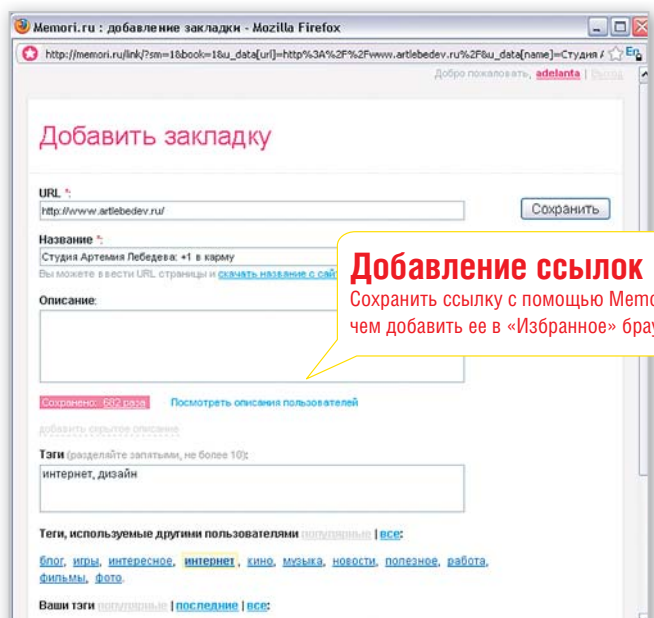 Memori.ru : добавление закладки - Mozilla Firefox
http://memori.ru/link/?sm=1&book=1&u_data[url]=http%3A%2F%2Fwww.artlebedev.ru%2F&u_data[name]=Студия
Добро пожаловать, adelanta |
Добавить закладку
URL *:
http://www.artlebedev.ru/
Сохранить
Название *:
Студия Артемия Лебедева: +1 в карму
Вы можете ввести URL страницы и скачать название с сай
Добавление ссылок
Сохранить ссылку с помощью Memo
чем добавить ее в «Избранное» брау
Описание:
Сохранено: 682 раза Посмотреть описания пользователей
добавить скрытое описание
Тэги (разделяйте запятыми, не более 10):
интернет, дизайн
Теги, используемые другими пользователями популярные | все:
блог, игры, интересное, интернет, кино, музыка, новости, полезное, работа,
фильмы, фото.
Ваши тэги популярные | последние | все: